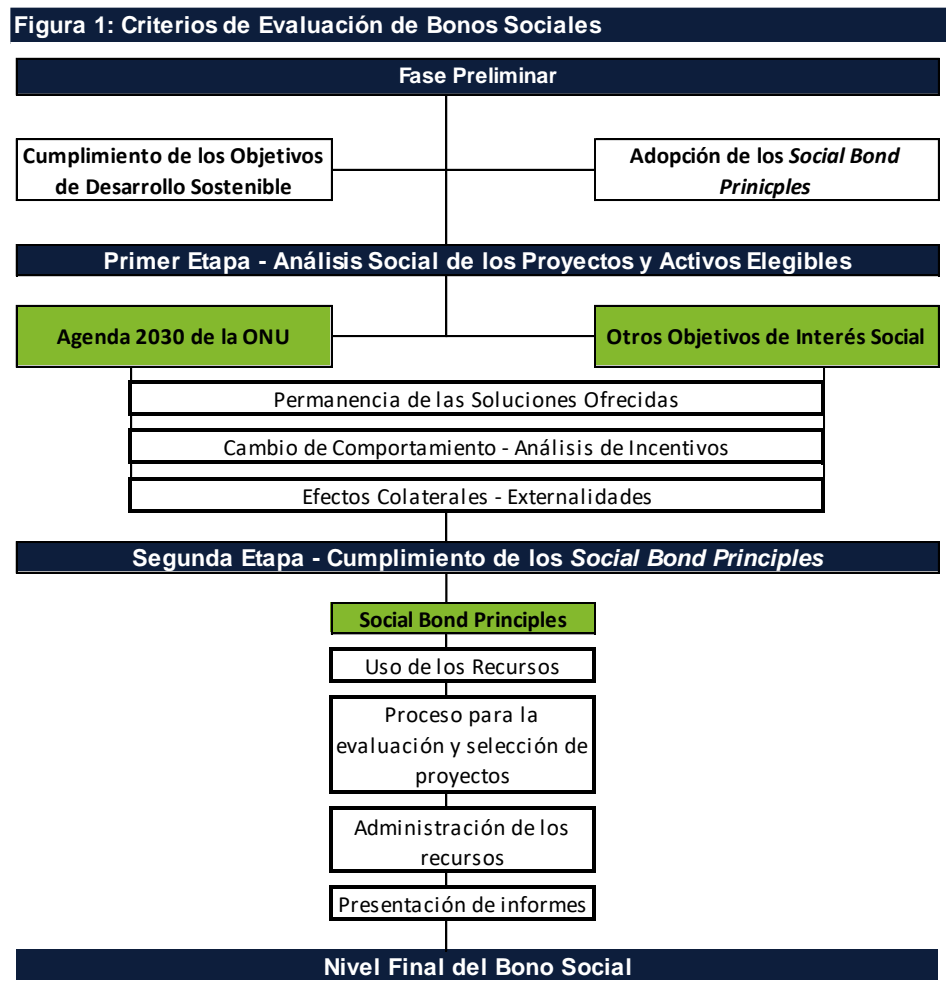 Figura 1: Criterios de Evaluación de Bonos Sociales
Fase Preliminar
Cumplimiento de los Objetivos
de Desarrollo Sostenible
Adopción de los Social Bond
Prinicples
Primer Etapa - Análisis Social de los Proyectos y Activos Elegibles
Agenda 2030 de la ONU
Otros Objetivos de Interés Social
Permanencia de las Soluciones Ofrecidas
Cambio de Comportamiento - Análisis de Incentivos
Efectos Colaterales - Externalidades
Segunda Etapa - Cumplimiento de los Social Bond Principles
Social Bond Principles
Uso de los Recursos
Proceso para la
evaluación y selección de
proyectos
Administración de los
recursos
Presentación de informes
Nivel Final del Bono Social